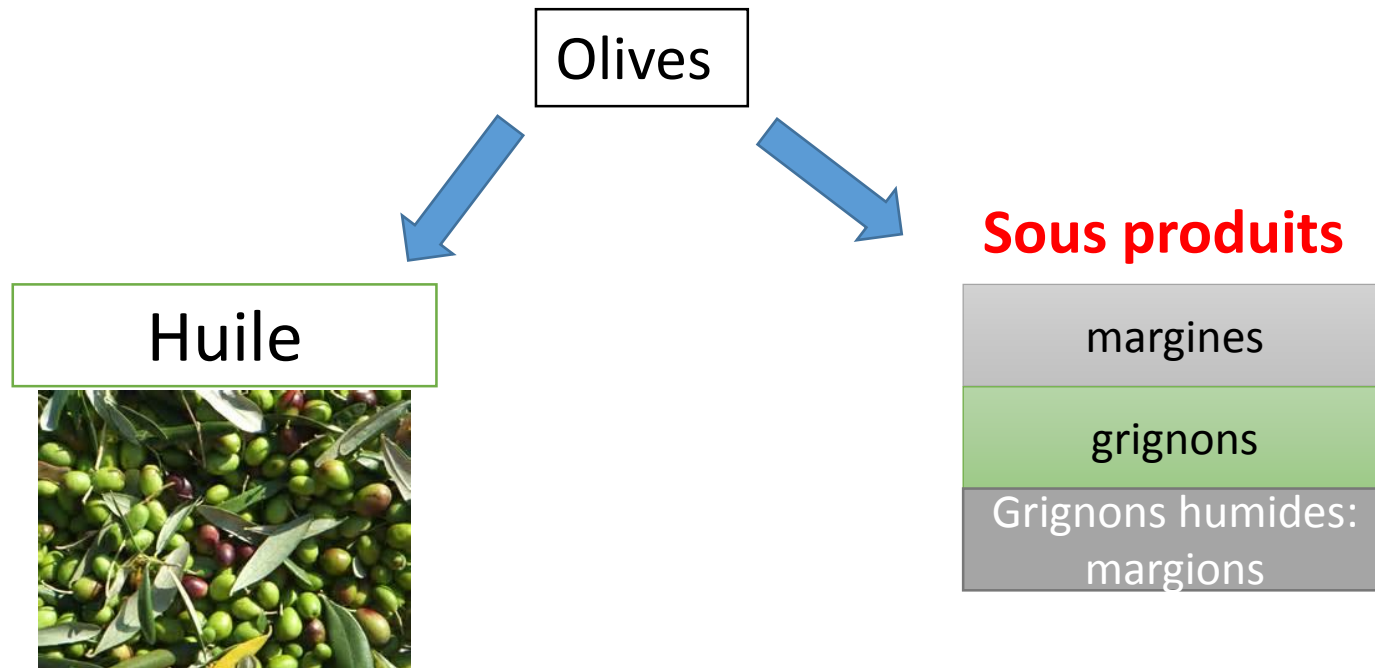 Olives
Huile
Sous produits
margines
grignons
Grignons humides:
margions